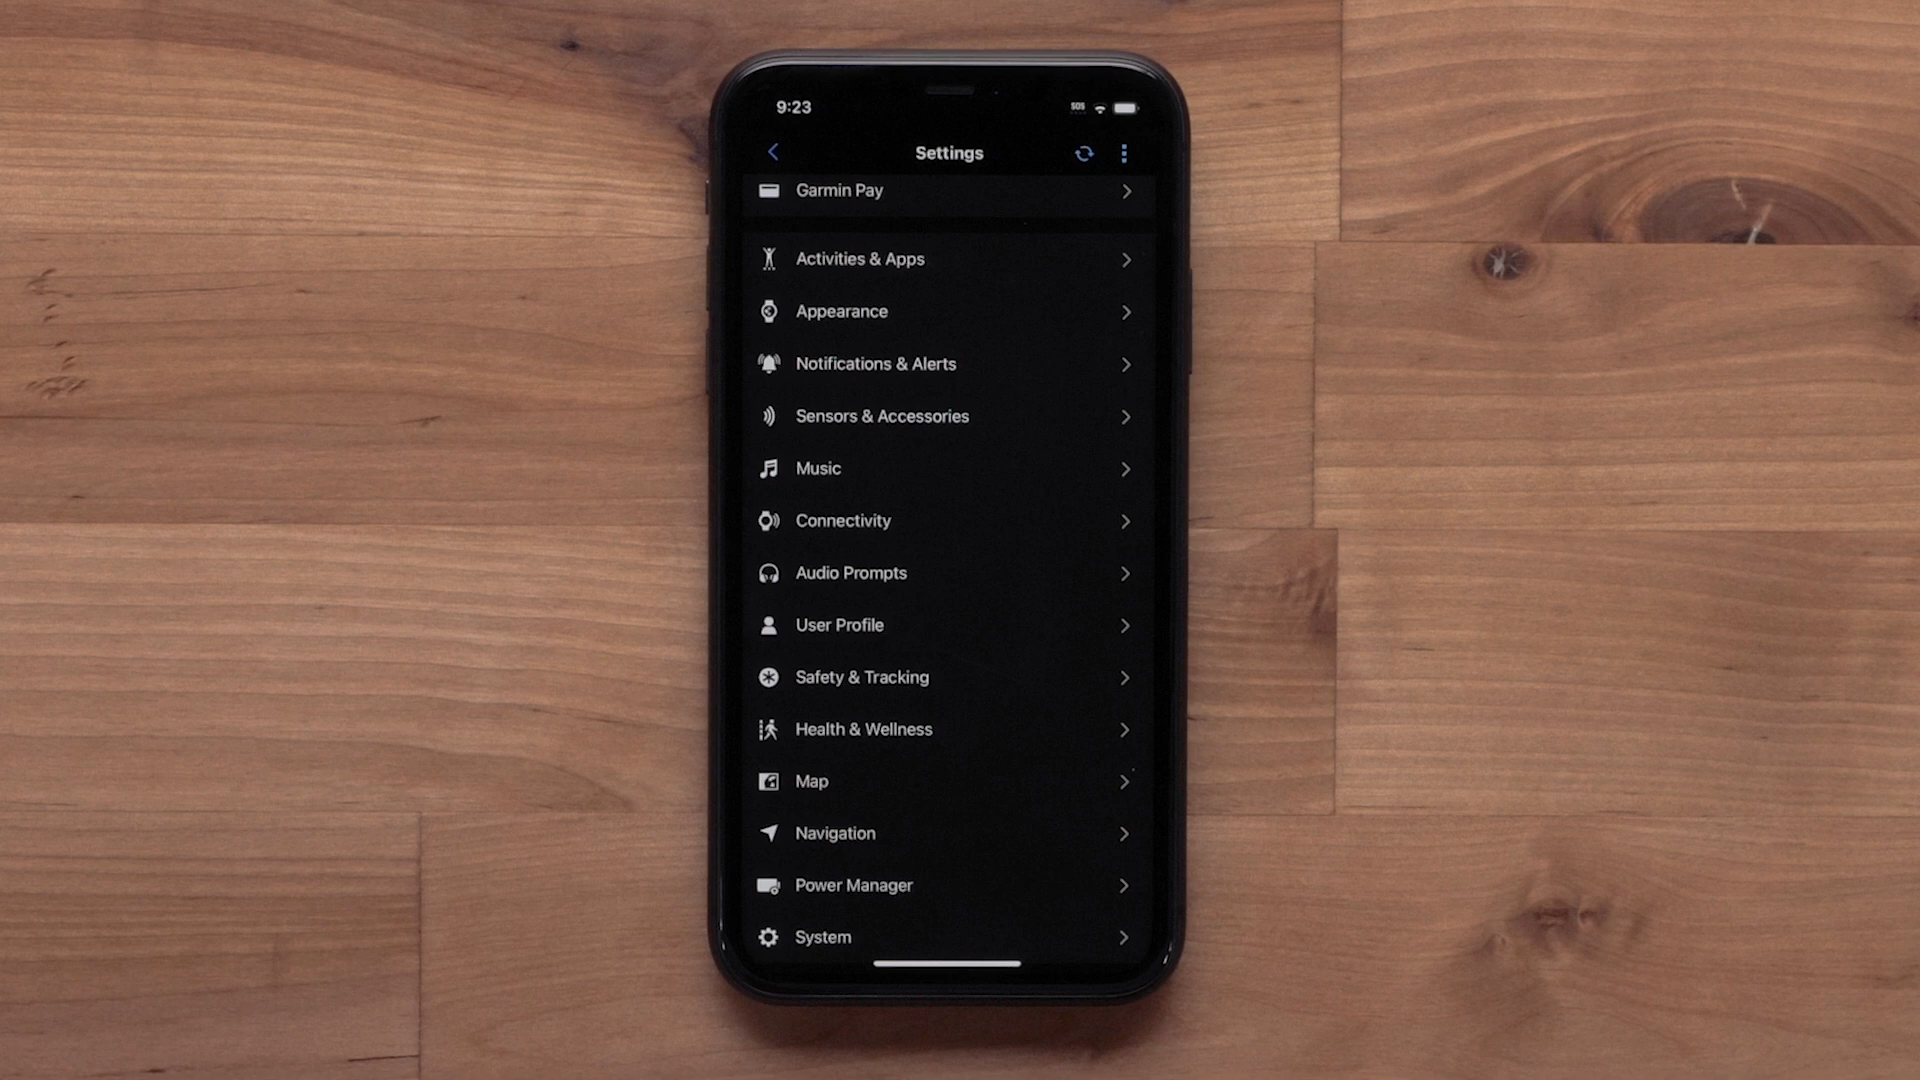 9:23
SOS
Settings
Garmin Pay
Activities & Apps
Appearance
Notifications & Alerts
Sensors & Accessories
Music
Connectivity
Audio Prompts
User Profile
Safety & Tracking
Health & Wellness
Map
Navigation
Power Manager
System